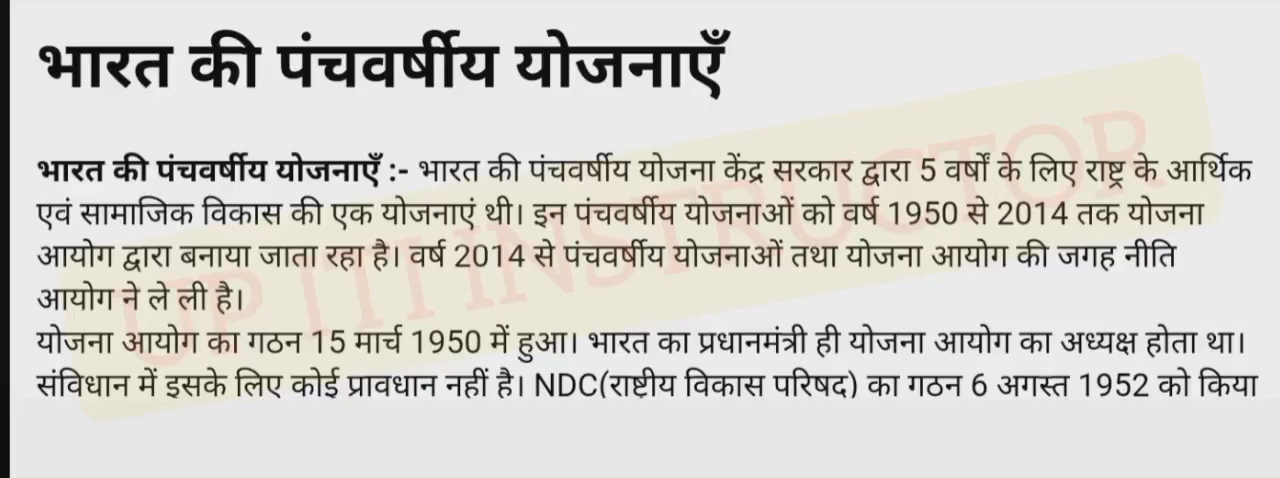 भारत की पंचवर्षीय योजनाएँ
भारत की पंचवर्षीय योजनाएँ :- भारत की पंचवर्षीय योजना केंद्र सरकार द्वारा 5 वर्षों के लिए राष्ट्र के आर्थिक
एवं सामाजिक विकास की एक योजनाएं थी। इन पंचवर्षीय योजनाओं को वर्ष 1950 से 2014 तक योजना
आयोग द्वारा बनाया जाता रहा है। वर्ष 2014 से पंचवर्षीय योजनाओं तथा योजना आयोग की जगह नीति
आयोग ने ले ली है।
योजना आयोग का गठन 15 मार्च 1950 में हुआ। भारत का प्रधानमंत्री ही योजना आयोग का अध्यक्ष होता था।
संविधान में इसके लिए कोई प्रावधान नहीं है। NDC(राष्टीय विकास परिषद) का गठन 6 अगस्त 1952 को किया
UP ITI INSTRUCTOR